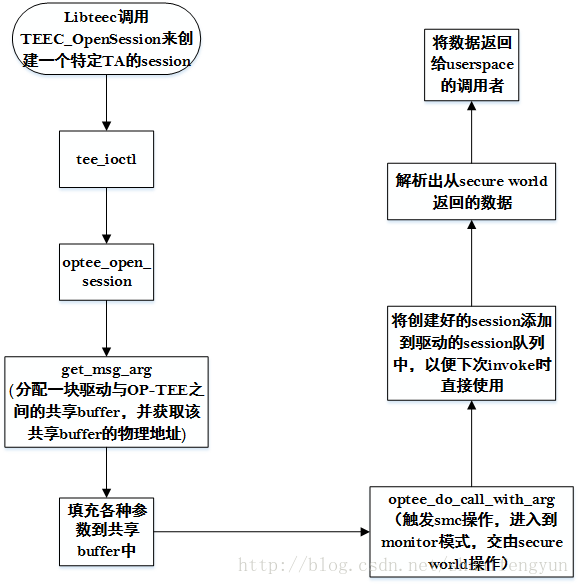 Libteec调用
TEEC_OpenSession来创
建一个特定TA的session
tee_ioctl
optee_open_
session
get_msg_arg
(分配一块驱动与OP-TEE之
间的共享buffer，并获取该
共享buffer的物理地址)
填充各种参
数到共享
buffer中
optee_do_call_with_arg
（触发smc操作，进入到
monitor模式，交由secure
world操作）
将创建好的session添加
到驱动的session队列
中，以便下次invoke时
直接使用
解析出从secure world
返回的数据
将数据返回
给userspace
的调用者
http://blog.csdn.net/